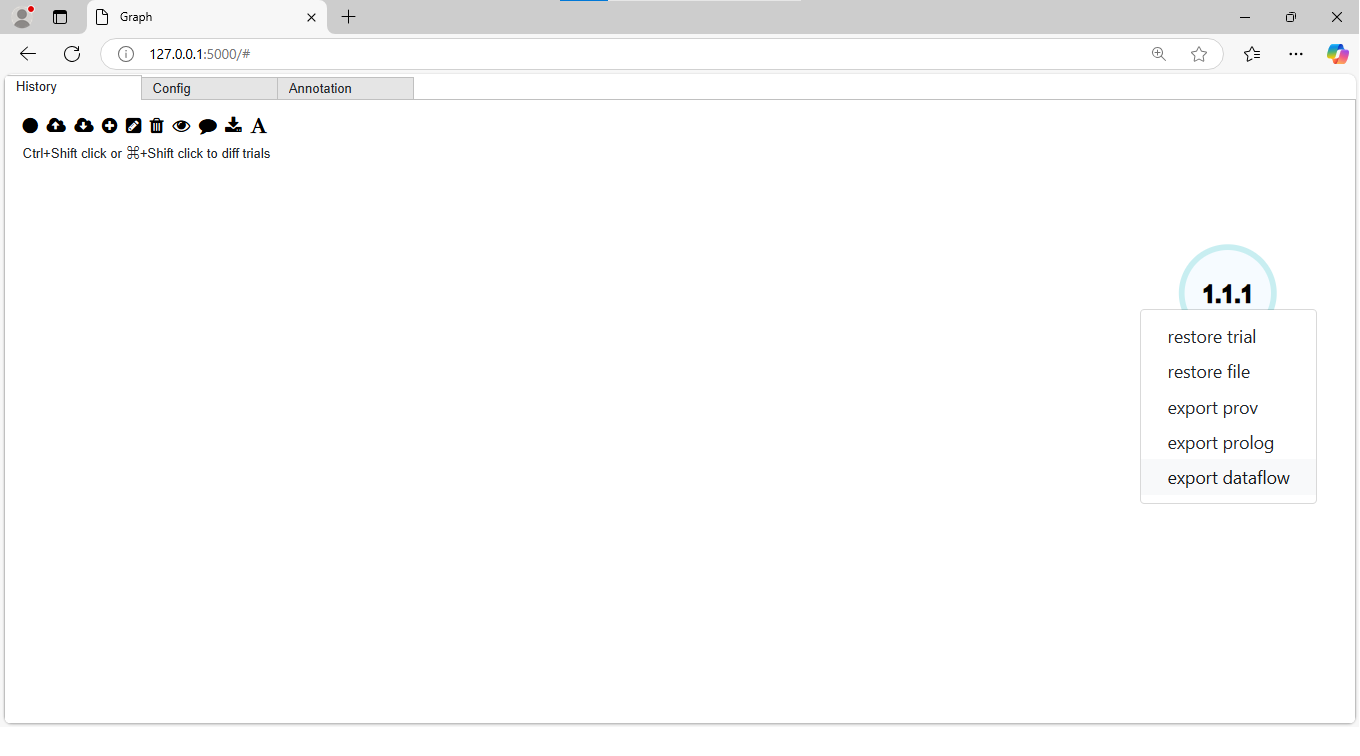 Graph
127.0.0.1:5000/#
History
Config
Annotation
A
Ctrl+Shift click or ⌘+Shift click to diff trials
1.1.1
restore trial
restore file
export prov
export prolog
export dataflow